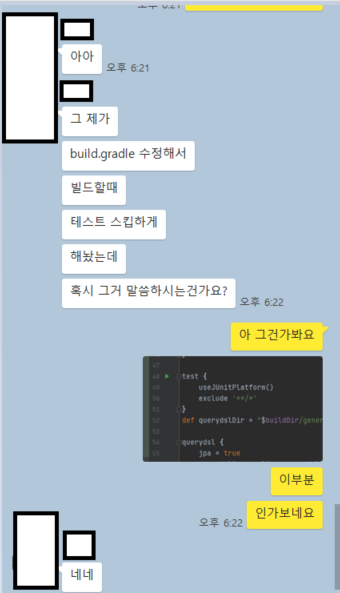 오후 6:21
아아
오후 6:21
그 제가
build.gradle 수정해서
빌드할때
테스트 스킵하게
해놨는데
혹시 그거 말씀하시는건가요?
오후 6:22
아 그건가봐요
47
48 test {
49 useJUnitPlatform()
50 exclude '**/*'
51 }
52 def querydslDir = "$buildDir/gener
53
54 querydsl {
55 jpa = true
이부분
오후 6:22 인가보네요
네네